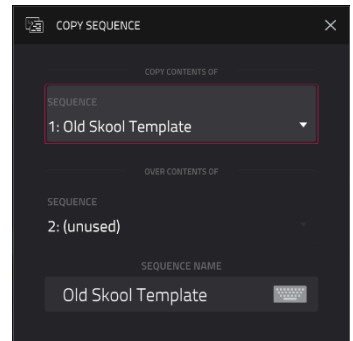 COPY SEQUENCE
COPY CONTENTS OF
SEQUENCE
1: Old Skool Template
OVER CONTENTS OF
SEQUENCE
2: (unused)
SEQUENCE NAME
Old Skool Template